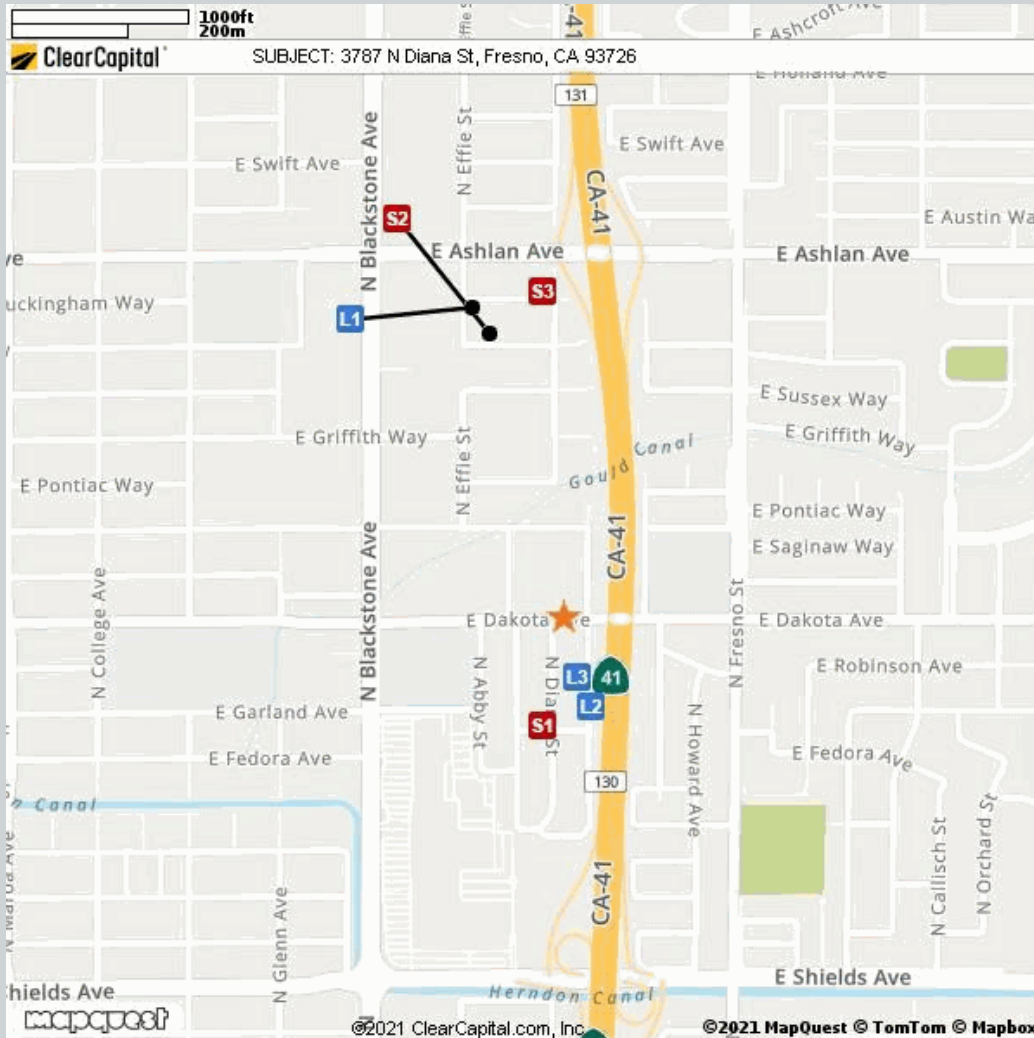 1000ft
200m
CA-41
E Ashcroft Ave
ClearCapital
SUBJECT: 3787 N Diana St, Fresno, CA 93726
E Holland Ave
131
E Swift Ave
N Blackstone Ave
N Effie St
E Swift Ave
CA-41
S2
E Austin Wa
E Ashlan Ave
E Ashlan Ave
ve
S3
uckingham Way
L1
E Sussex Way
E Griffith Way
E Griffith Way
Gould Canal
N Effie St
E Pontiac Way
E Pontiac Way
CA-41
E Saginaw Way
N Blackstone Ave
N College Ave
E Dakota Ave
E Dakota Ave
N Fresno St
E Robinson Ave
N Abby St
N Diana St
L3
41
L2
S1
E Garland Ave
N Howard Ave
E Fedora Ave
E Fedora Ave
130
n Canal
CA-41
N Callisch St
N Orchard St
N Glenn Ave
E Shields Ave
hields Ave
Herndon Canal
mapquest
©2021 ClearCapital.com, Inc.
©2021 MapQuest © TomTom © Mapbox